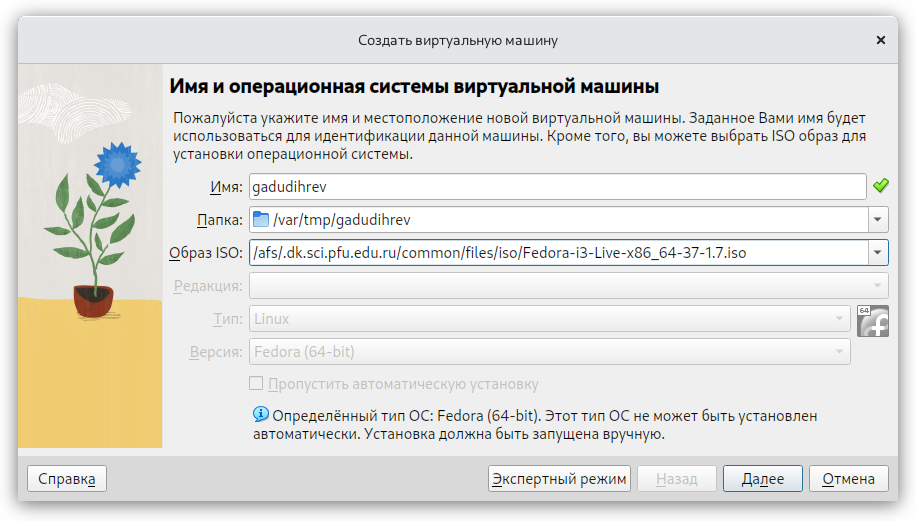 Создать виртуальную машину
Имя и операционная системы виртуальной машины
Пожалуйста укажите имя и местоположение новой виртуальной машины. Заданное Вами имя будет
использоваться для идентификации данной машины. Кроме того, вы можете выбрать ISO образ для
установки операционной системы.
Имя: gadudihrev
Папка: /var/tmp/gadudihrev
Образ ISO: /afs/.dk.sci.pfu.edu.ru/common/files/iso/Fedora-i3-Live-x86_64-37-1.7.iso
Редакция:
Тип: Linux
64
Версия: Fedora (64-bit)
Пропустить автоматическую установку
Определённый тип ОС: Fedora (64-bit). Этот тип ОС не может быть установлен
автоматически. Установка должна быть запущена вручную.
Справка Экспертный режим Назад Далее Отмена